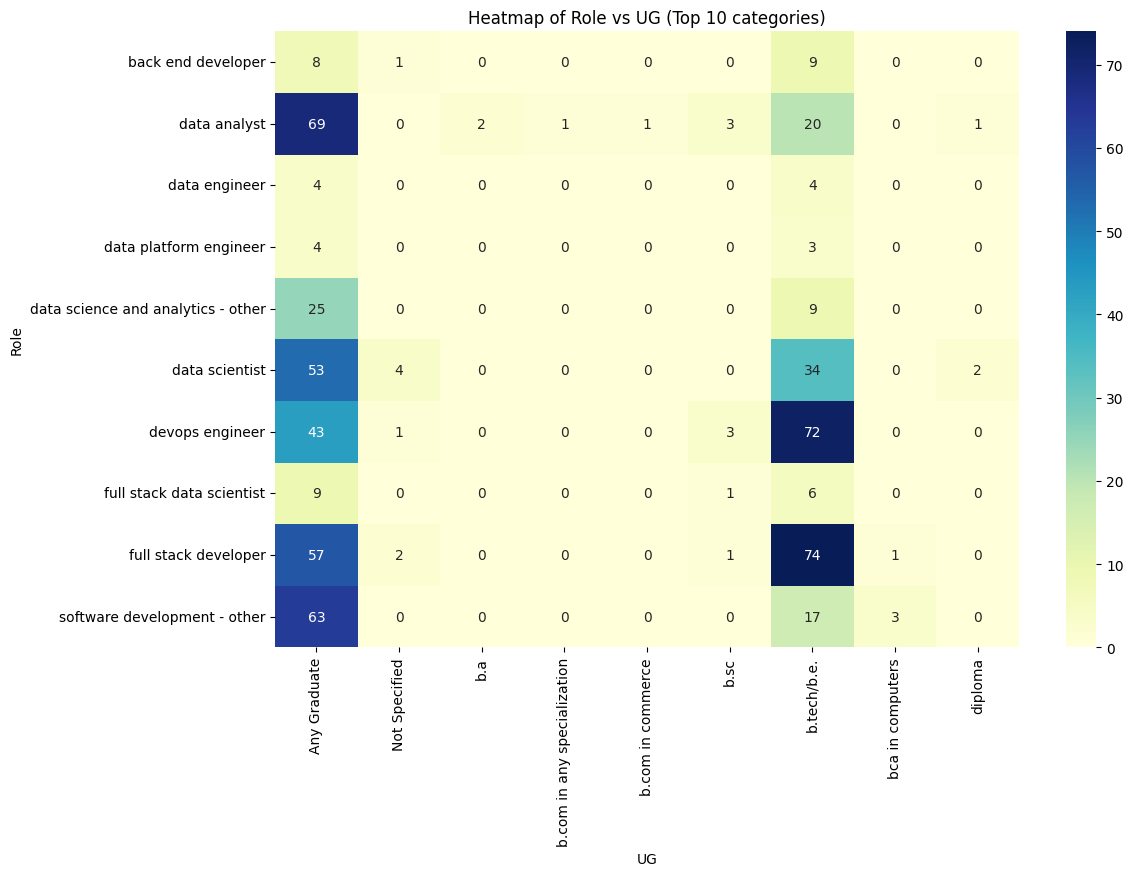 Heatmap of Role vs UG (Top 10 categories)
Role
back end developer 8 1 0 0 0 0 9 0 0
data analyst 69 0 2 1 1 3 20 0 1
data engineer 4 0 0 0 0 0 4 0 0
data platform engineer 4 0 0 0 0 0 3 0 0
data science and analytics - other 25 0 0 0 0 0 9 0 0
data scientist 53 4 0 0 0 0 34 0 2
devops engineer 43 1 0 0 0 3 72 0 0
full stack data scientist 9 0 0 0 0 1 6 0 0
full stack developer 57 2 0 0 0 1 74 1 0
software development - other 63 0 0 0 0 0 17 3 0
Any Graduate
Not Specified
b.a
b.com in any specialization
b.com in commerce
b.sc
b.tech/b.e.
bca in computers
diploma
UG
70
60
50
40
30
20
10
0